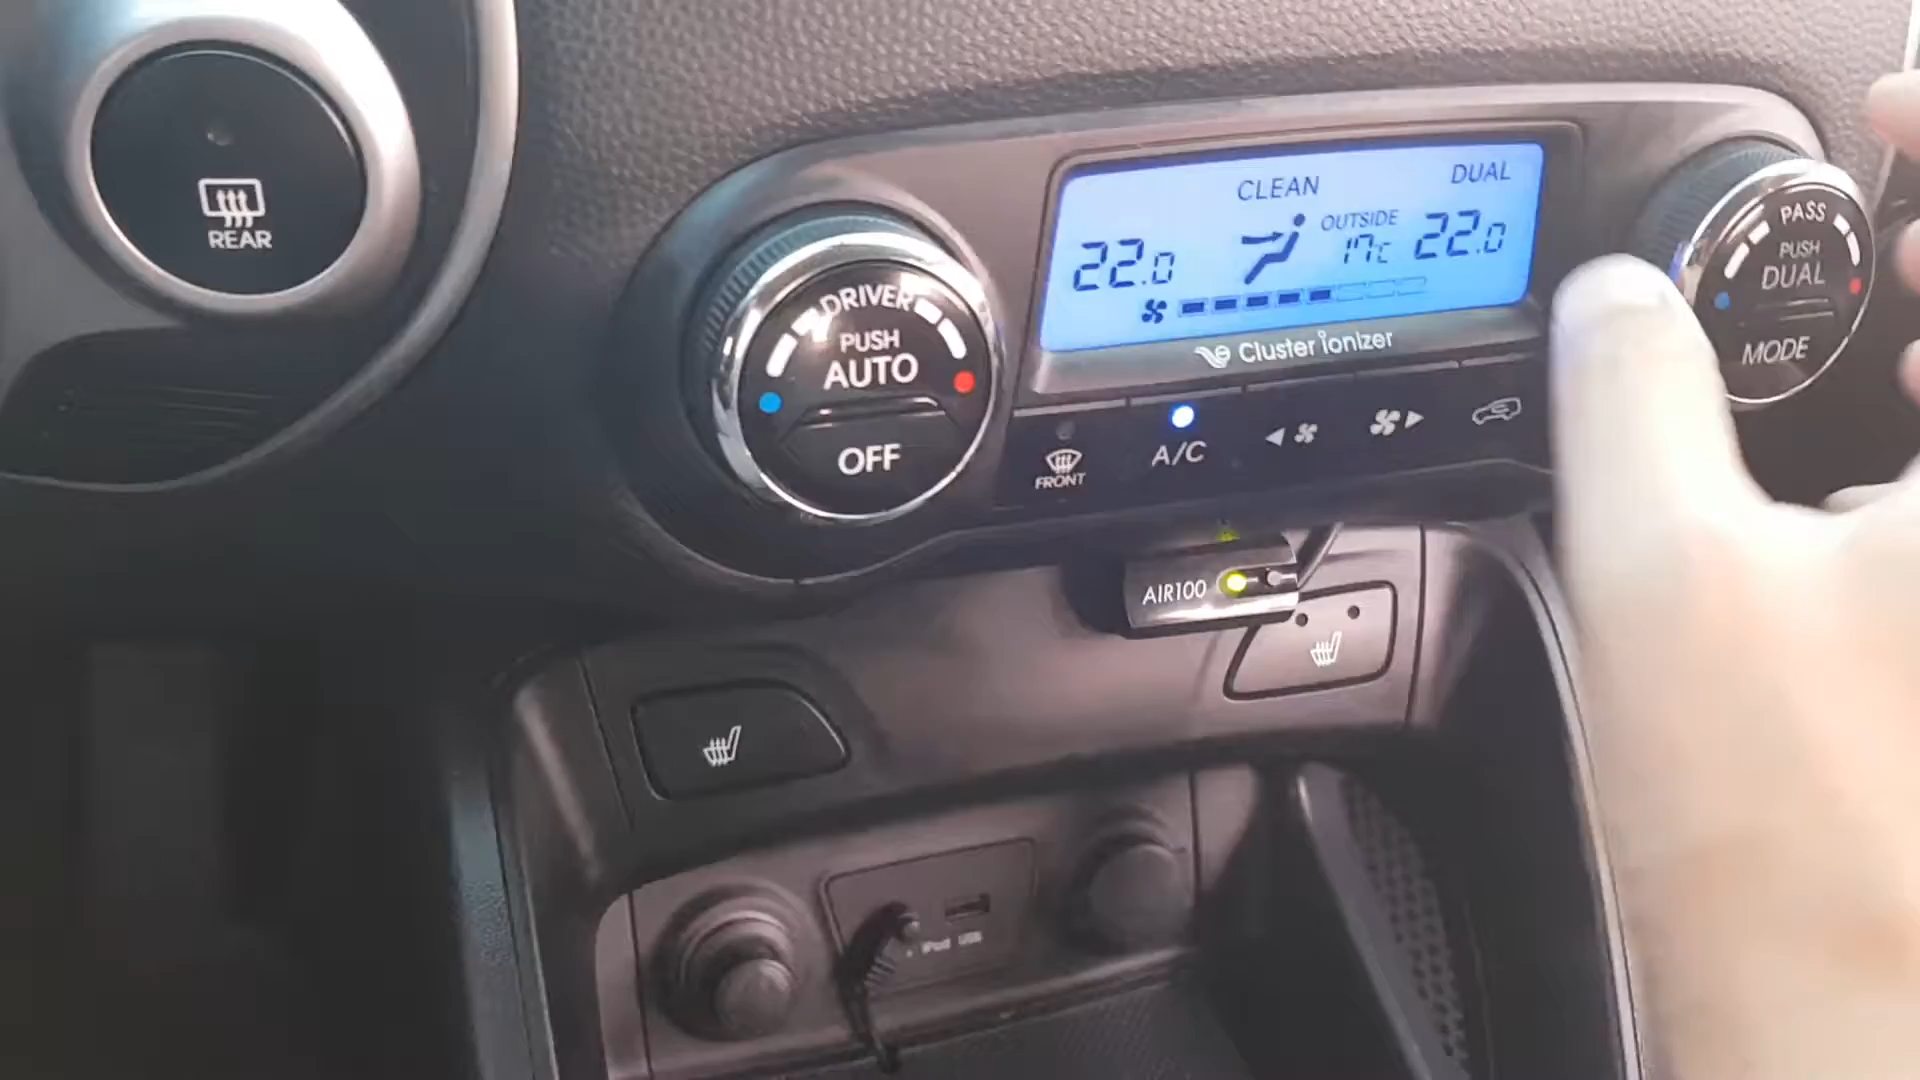 REAR
DRIVER
PUSH
AUTO
OFF
CLEAN
DUAL
22.0
OUTSIDE
17c
22.0
Cluster ionizer
FRONT
A/C
PASS
PUSH
DUAL
MODE
AIR100
iPod USB